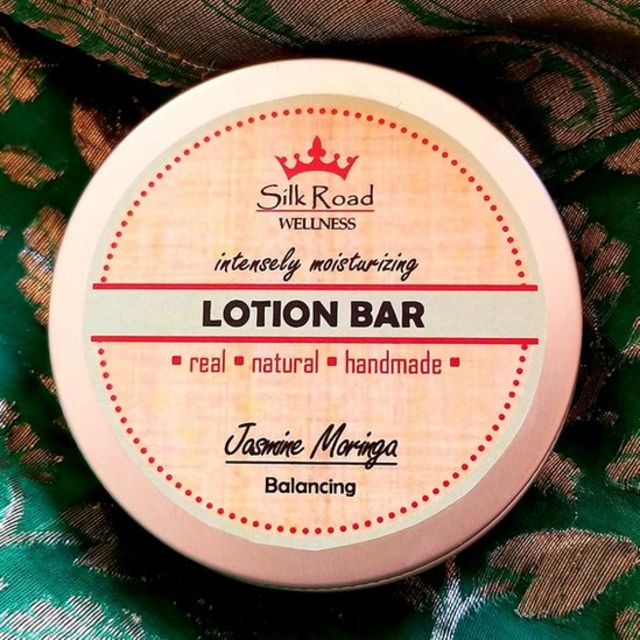 Silk Road
WELLNESS
intensely moisturizing
LOTION BAR
▪ real ▪ natural ▪ handmade ▪
Jasmine Moringa
Balancing